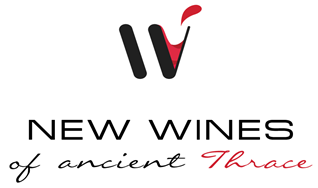 W
NEW WINES
of ancient Thrace